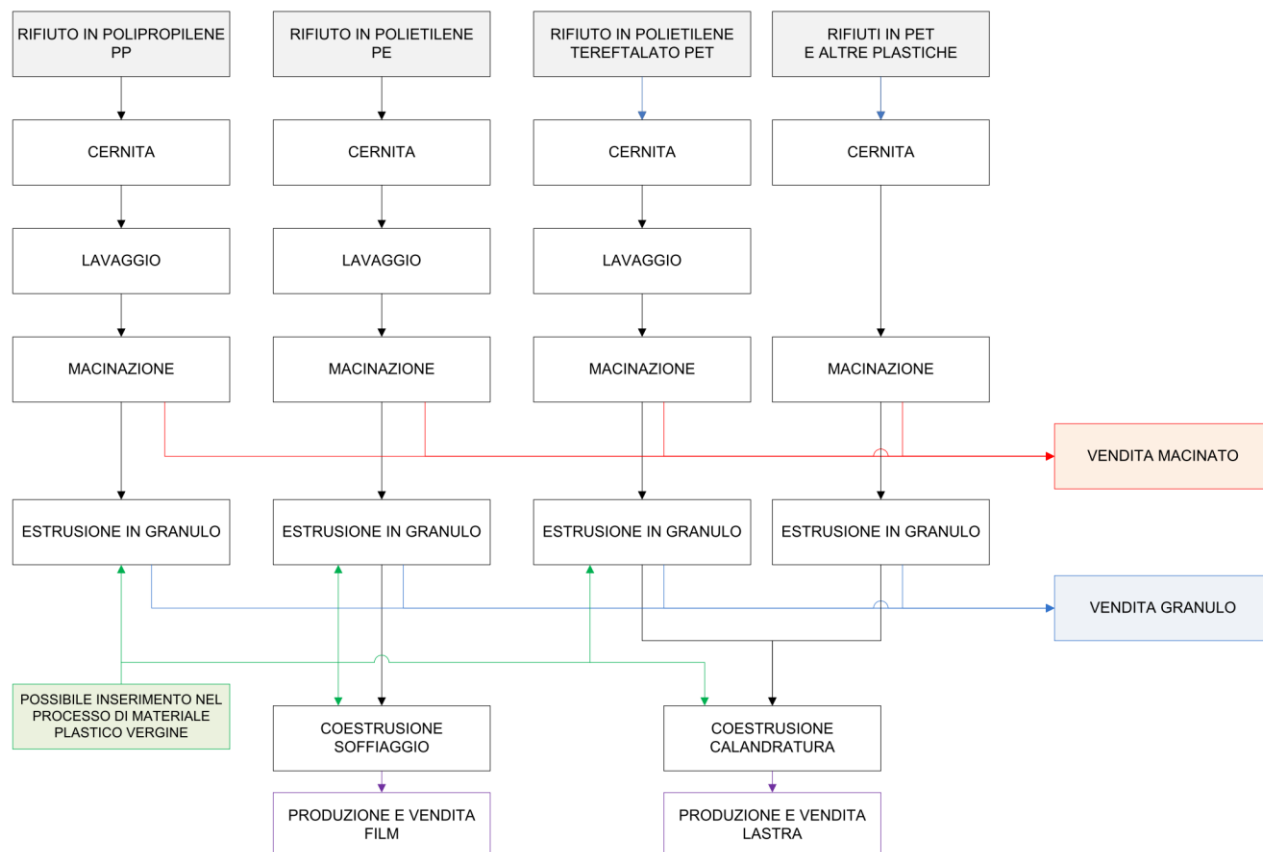 RIFIUTO IN POLIPROPILENE
PP
RIFIUTO IN POLIETILENE
PE
RIFIUTO IN POLIETILENE
TEREFTALATO PET
RIFIUTI IN PET
E ALTRE PLASTICHE
CERNITA
CERNITA
CERNITA
CERNITA
LAVAGGIO
LAVAGGIO
LAVAGGIO
MACINAZIONE
MACINAZIONE
MACINAZIONE
MACINAZIONE
VENDITA MACINATO
ESTRUSIONE IN GRANULO
ESTRUSIONE IN GRANULO
ESTRUSIONE IN GRANULO
ESTRUSIONE IN GRANULO
VENDITA GRANULO
POSSIBILE INSERIMENTO NEL
PROCESSO DI MATERIALE
PLASTICO VERGINE
COESTRUSIONE
SOFFIAGGIO
COESTRUSIONE
CALANDRATURA
PRODUZIONE E VENDITA
FILM
PRODUZIONE E VENDITA
LASTRA